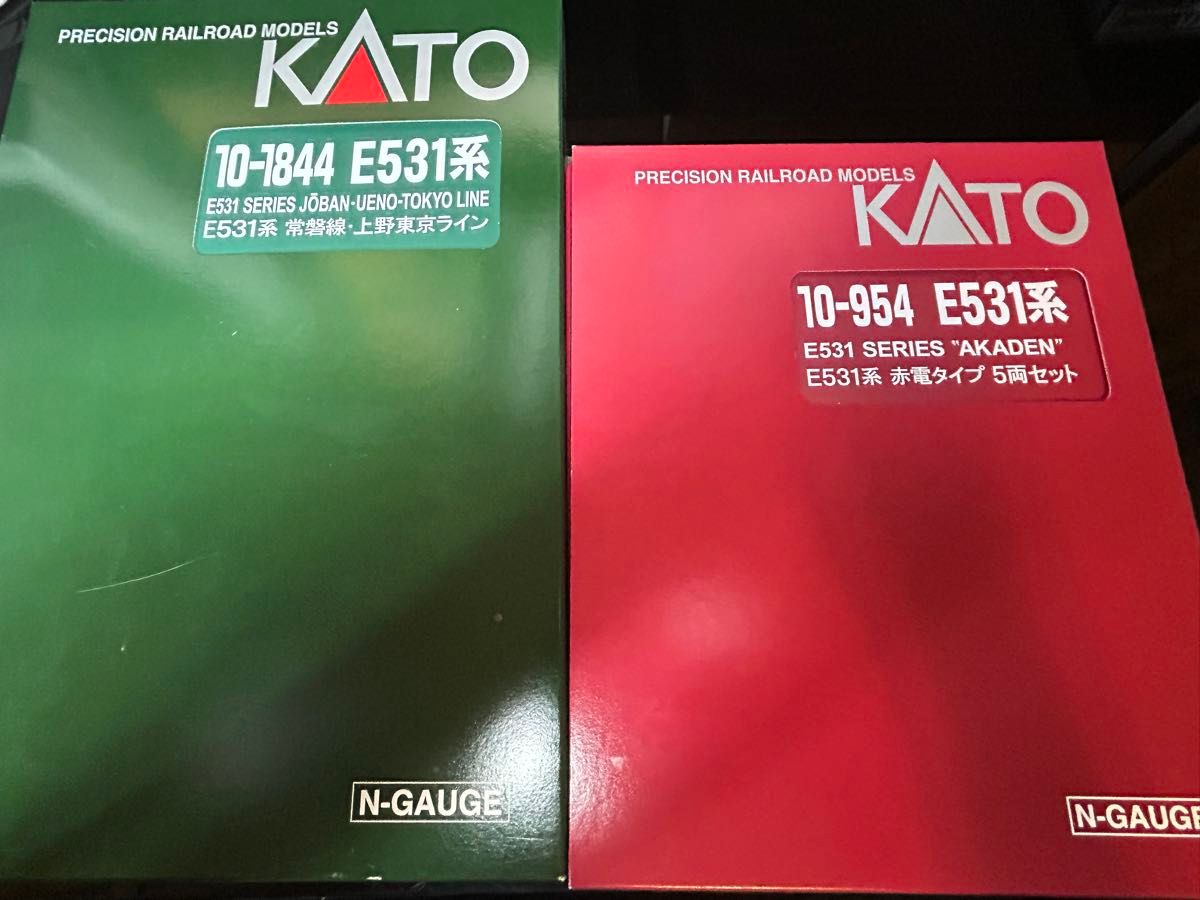 PRECISION RAILROAD MODELS
KATO
10-1844 E531系
E531 SERIES JŌBAN-UENO-TOKYO LINE
E531系 常磐線・上野東京ライン
N-GAUGE
PRECISION RAILROAD MODELS
KATO
10-954 E531系
E531 SERIES "AKADEN"
E531系 赤電タイプ 5両セット
N-GAUGE